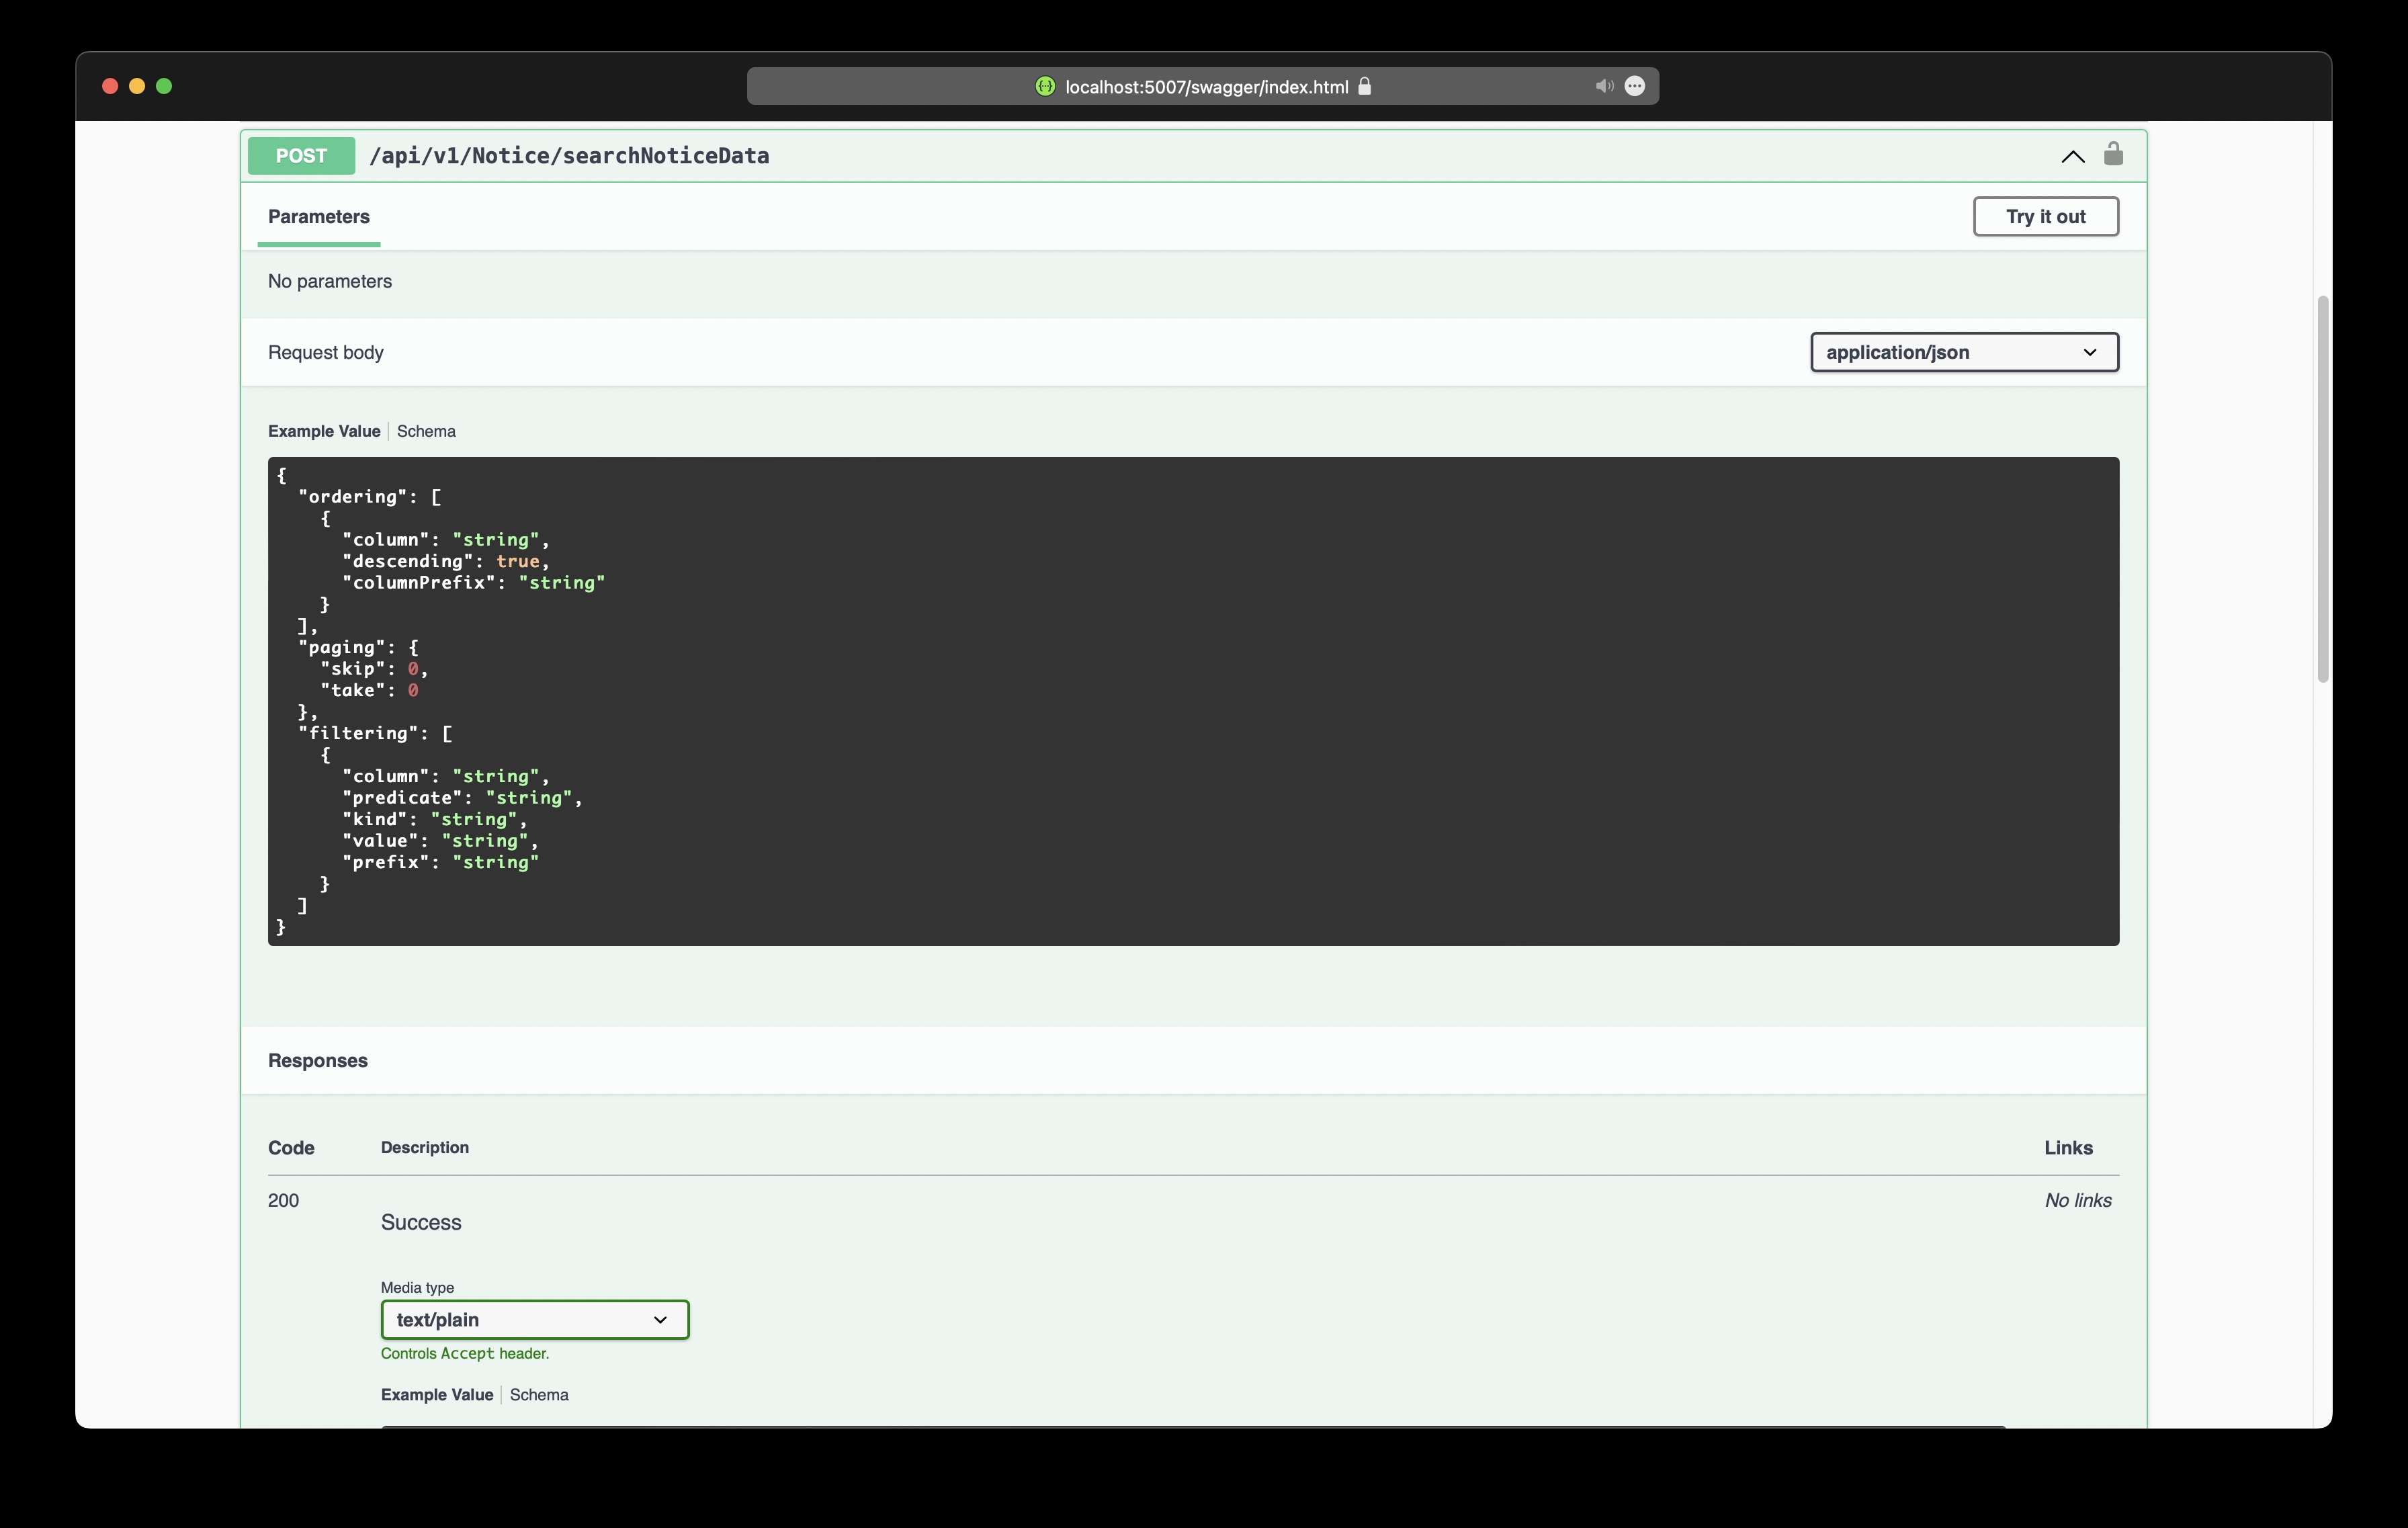 localhost:5007/swagger/index.html
POST /api/v1/Notice/searchNoticeData
Parameters
Try it out
No parameters
Request body
application/json
Example Value | Schema
{
  "ordering": [
    {
      "column": "string",
      "descending": true,
      "columnPrefix": "string"
    }
  ],
  "paging": {
    "skip": 0,
    "take": 0
  },
  "filtering": [
    {
      "column": "string",
      "predicate": "string",
      "kind": "string",
      "value": "string",
      "prefix": "string"
    }
  ]
}
Responses
Code Description Links
200 No links
Success
Media type
text/plain
Controls Accept header.
Example Value | Schema